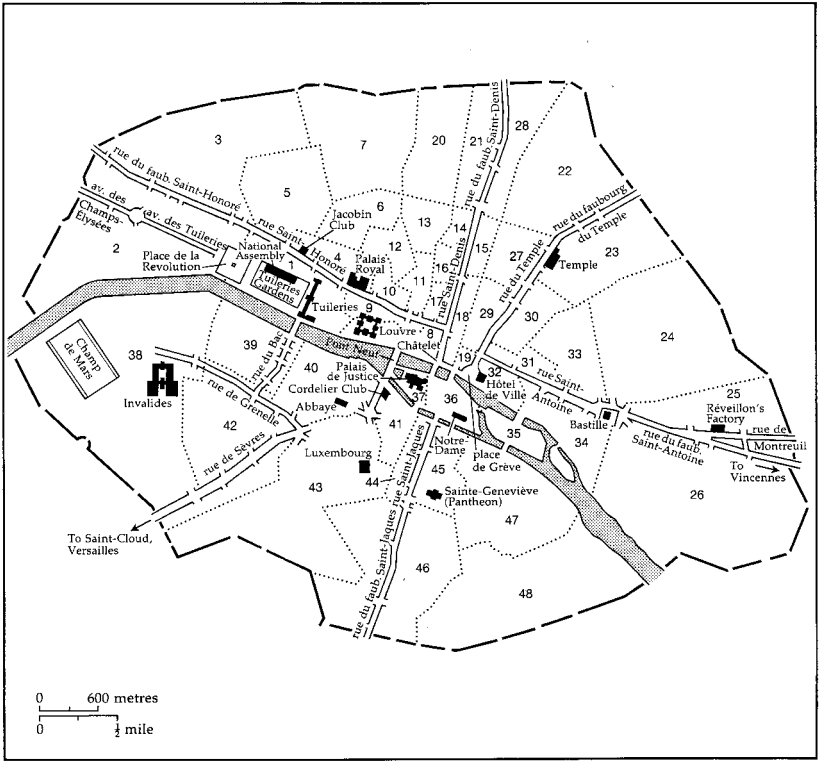 3
7
20
21
28
22
rue du faub. Saint-Denis
rue du faub. Saint-Honoré
5
6
13
14
15
27
23
rue du faubourg
du Temple
av. des
Champs-
Elysées
av. des Tuileries
rue Saint-Honoré
Jacobin
Club
National
Assembly
1
4
12
Palais
Royal
11
16
rue Saint-Denis
rue du Temple
Temple
2
Place de la
Revolution
Tuileries
Gardens
Tuileries
10
17
18
29
30
24
9
Louvre
8
Châtelet
19
31
33
Champ
de Mars
38
39
rue du Bac
40
Pont Neuf
Palais
de Justice
Cordelier Club
37
36
32
Hôtel
de Ville
rue Saint-
Antoine
25
Invalides
rue de Grenelle
Abbaye
41
Notre-
Dame
place
de Grève
35
Bastille
34
Réveillon's
Factory
rue de
Montreuil
rue du faub.
Saint-Antoine
To
Vincennes
42
rue de Sèvres
Luxembourg
43
44
rue Saint-Jaques
45
Sainte-Geneviève
(Pantheon)
26
47
To Saint-Cloud,
Versailles
rue du faub. Saint-Jaques
46
48
0 600 metres
0 ½ mile